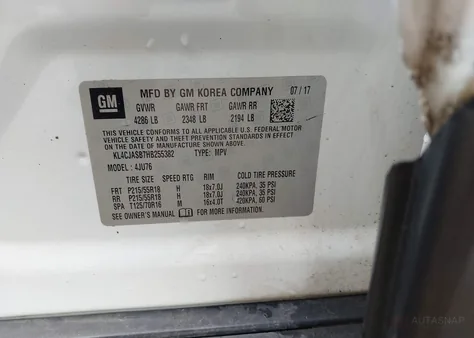 GM
MFD BY GM KOREA COMPANY 07/17
GVWR GAWR FRT GAWR RR
4286 LB 2348 LB 2194 LB
THIS VEHICLE CONFORMS TO ALL APPLICABLE U.S. FEDERAL MOTOR
VEHICLE SAFETY AND THEFT PREVENTION STANDARDS IN EFFECT
ON THE DATE OF MANUFACTURE SHOWN ABOVE.
KL4CJASB7HB255382 TYPE: MPV
MODEL: 4JU76
TIRE SIZE SPEED RTG RIM COLD TIRE PRESSURE
FRT P215/55R18 H 18x7.0J 240KPA, 35 PSI
RR P215/55R18 H 18x7.0J 240KPA, 35 PSI
SPA T125/70R16 M 16x4.0T 420KPA, 60 PSI
SEE OWNER'S MANUAL FOR MORE INFORMATION.
AUTASNAP